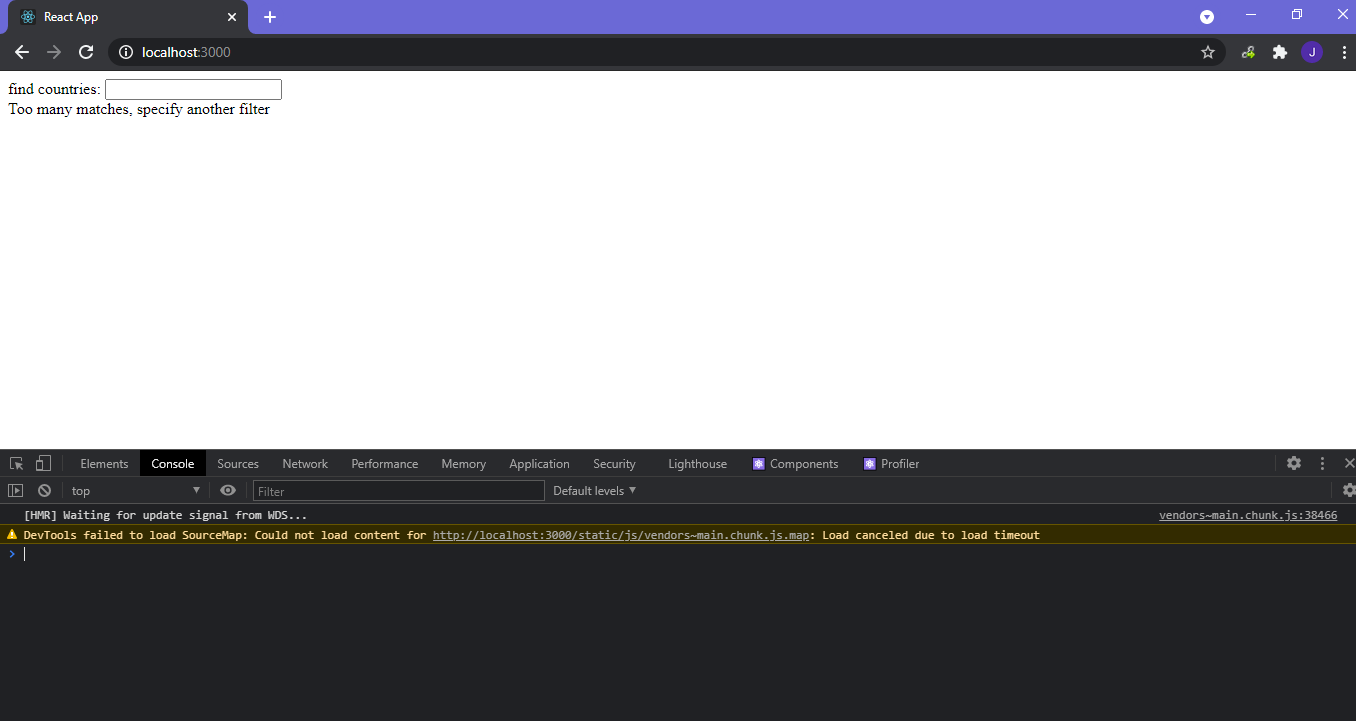 React App
localhost:3000
J
find countries:
Too many matches, specify another filter
Elements Console Sources Network Performance Memory Application Security Lighthouse Components Profiler
top Filter Default levels
[HMR] Waiting for update signal from WDS... vendors~main.chunk.js:38466
DevTools failed to load SourceMap: Could not load content for http://localhost:3000/static/js/vendors~main.chunk.js.map: Load canceled due to load timeout